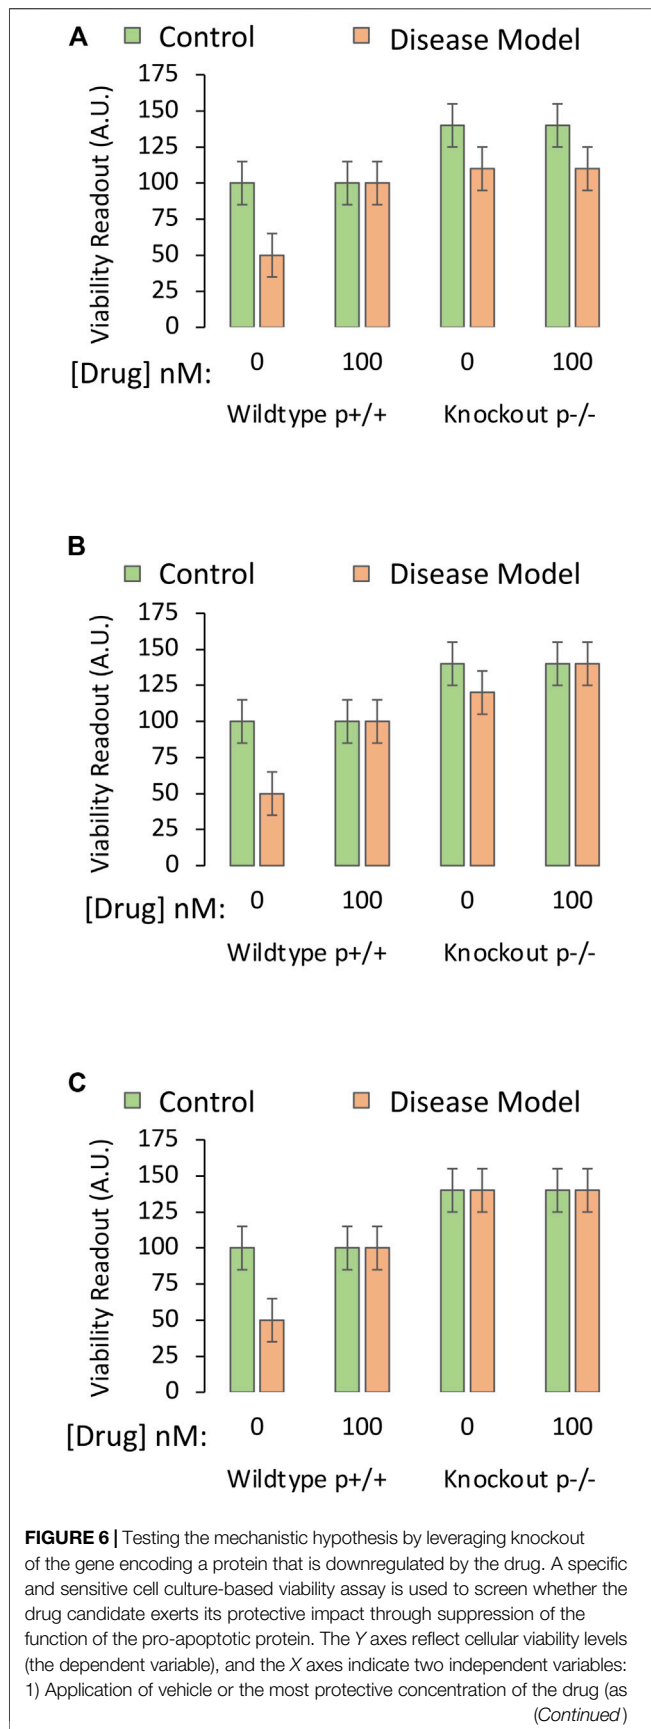 A
Control
Disease Model
Viability Readout (A.U.)
175
150
125
100
75
50
25
0
[Drug] nM:
0
100
0
100
Wildtype p+/+
Knockout p-/-
B
Control
Disease Model
Viability Readout (A.U.)
175
150
125
100
75
50
25
0
[Drug] nM:
0
100
0
100
Wildtype p+/+
Knockout p-/-
C
Control
Disease Model
Viability Readout (A.U.)
175
150
125
100
75
50
25
0
[Drug] nM:
0
100
0
100
Wildtype p+/+
Knockout p-/-
FIGURE 6 | Testing the mechanistic hypothesis by leveraging knockout
of the gene encoding a protein that is downregulated by the drug. A specific
and sensitive cell culture-based viability assay is used to screen whether the
drug candidate exerts its protective impact through suppression of the
function of the pro-apoptotic protein. The Y axes reflect cellular viability levels
(the dependent variable), and the X axes indicate two independent variables:
1) Application of vehicle or the most protective concentration of the drug (as
(Continued)